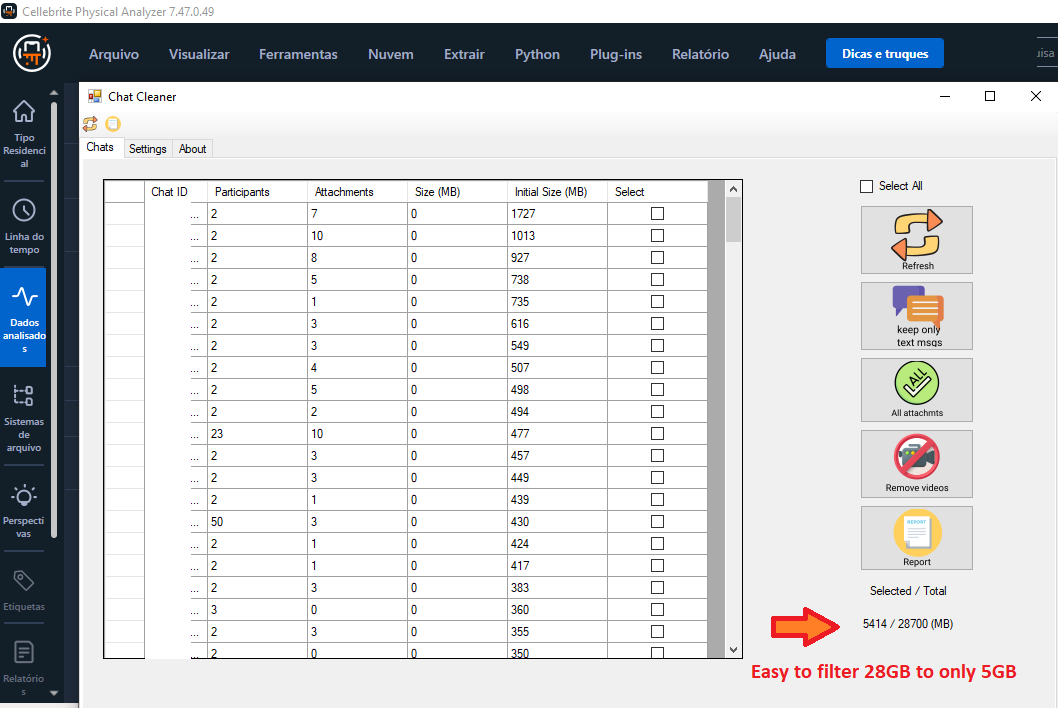 Cellebrite Physical Analyzer 7.47.0.49
Arquivo Visualizar Ferramentas Nuvem Extrair Python Plug-ins Relatório Ajuda Dicas e truques
Tipo
Residenci
al
Linha do
tempo
Dados
analisado
s
Sistemas
de
arquivo
Perspecti
vas
Etiquetas
Relatório
s
Chat Cleaner
Chats Settings About
Chat ID Participants Attachments Size (MB) Initial Size (MB) Select
... 2 7 0 1727
... 2 10 0 1013
... 2 8 0 927
... 2 5 0 738
... 2 1 0 735
... 2 3 0 616
... 2 3 0 549
... 2 4 0 507
... 2 5 0 498
... 2 2 0 494
... 23 10 0 477
... 2 3 0 457
... 2 3 0 449
... 2 1 0 439
... 50 3 0 430
... 2 1 0 424
... 2 1 0 417
... 2 3 0 383
... 3 0 0 360
... 2 3 0 355
... 2 0 0 350
Select All
Refresh
keep only
text msgs
ALL
All attachmts
Remove videos
REPORT
Report
Selected / Total
5414 / 28700 (MB)
Easy to filter 28GB to only 5GB